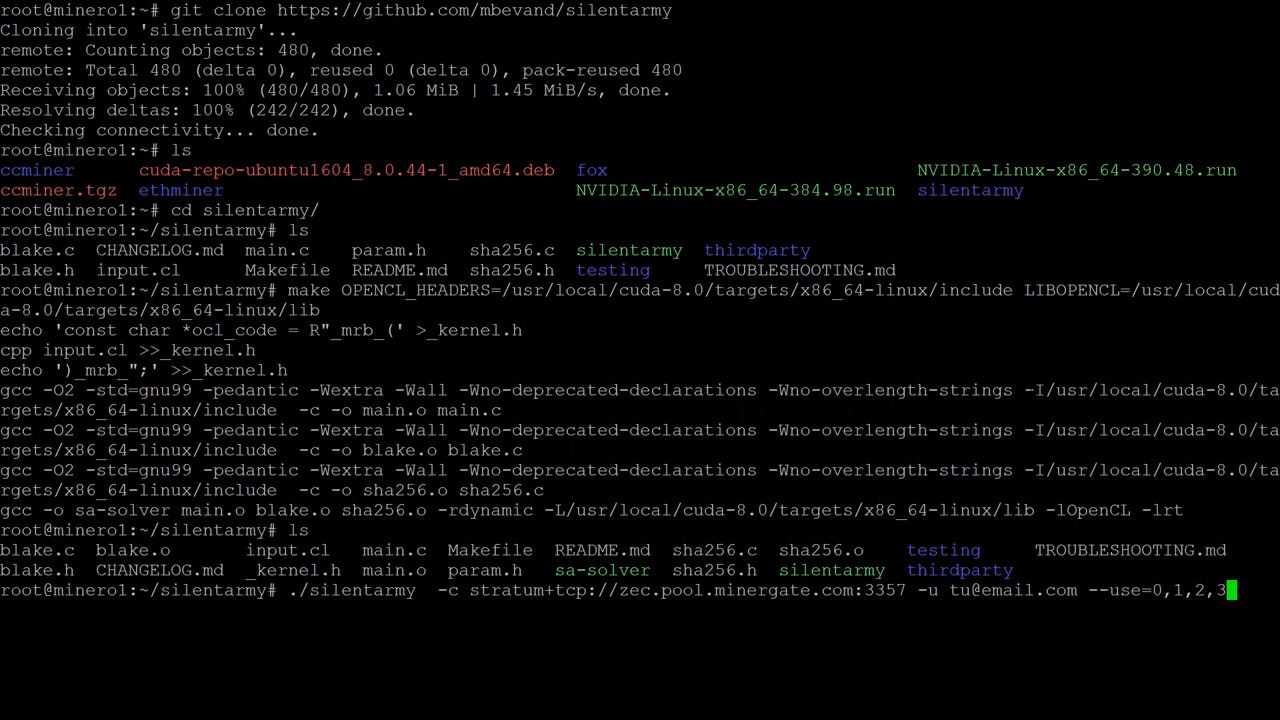 root@minero1:~# git clone https://github.com/mbevand/silentarmy
Cloning into 'silentarmy'...
remote: Counting objects: 480, done.
remote: Total 480 (delta 0), reused 0 (delta 0), pack-reused 480
Receiving objects: 100% (480/480), 1.06 MiB | 1.45 MiB/s, done.
Resolving deltas: 100% (242/242), done.
Checking connectivity... done.
root@minero1:~# ls
ccminer cuda-repo-ubuntu1604_8.0.44-1_amd64.deb fox NVIDIA-Linux-x86_64-390.48.run
ccminer.tgz ethminer NVIDIA-Linux-x86_64-384.98.run silentarmy
root@minero1:~# cd silentarmy/
root@minero1:~/silentarmy# ls
blake.c CHANGELOG.md main.c param.h sha256.c silentarmy thirdparty
blake.h input.cl Makefile README.md sha256.h testing TROUBLESHOOTING.md
root@minero1:~/silentarmy# make OPENCL_HEADERS=/usr/local/cuda-8.0/targets/x86_64-linux/include LIBOPENCL=/usr/local/cud
a-8.0/targets/x86_64-linux/lib
echo 'const char *ocl_code = R"_mrb_(' >_kernel.h
cpp input.cl >>_kernel.h
echo ')_mrb_";' >>_kernel.h
gcc -O2 -std=gnu99 -pedantic -Wextra -Wall -Wno-deprecated-declarations -Wno-overlength-strings -I/usr/local/cuda-8.0/ta
rgets/x86_64-linux/include -c -o main.o main.c
gcc -O2 -std=gnu99 -pedantic -Wextra -Wall -Wno-deprecated-declarations -Wno-overlength-strings -I/usr/local/cuda-8.0/ta
rgets/x86_64-linux/include -c -o blake.o blake.c
gcc -O2 -std=gnu99 -pedantic -Wextra -Wall -Wno-deprecated-declarations -Wno-overlength-strings -I/usr/local/cuda-8.0/ta
rgets/x86_64-linux/include -c -o sha256.o sha256.c
gcc -o sa-solver main.o blake.o sha256.o -rdynamic -L/usr/local/cuda-8.0/targets/x86_64-linux/lib -lOpenCL -lrt
root@minero1:~/silentarmy# ls
blake.c blake.o input.cl main.c Makefile README.md sha256.c sha256.o testing TROUBLESHOOTING.md
blake.h CHANGELOG.md _kernel.h main.o param.h sa-solver sha256.h silentarmy thirdparty
root@minero1:~/silentarmy# ./silentarmy -c stratum+tcp://zec.pool.minergate.com:3357 -u tu@email.com --use=0,1,2,3